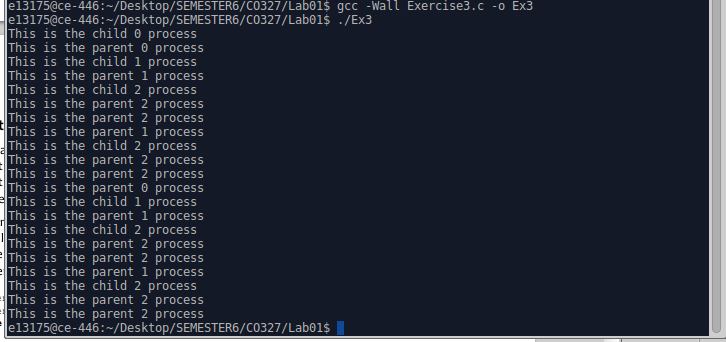 e13175@ce-446:~/Desktop/SEMESTER6/CO327/Lab01$ gcc -Wall Exercise3.c -o Ex3
e13175@ce-446:~/Desktop/SEMESTER6/CO327/Lab01$ ./Ex3
This is the child 0 process
This is the parent 0 process
This is the child 1 process
This is the parent 1 process
This is the child 2 process
This is the parent 2 process
This is the parent 2 process
This is the parent 1 process
This is the child 2 process
This is the parent 2 process
This is the parent 2 process
This is the parent 0 process
This is the child 1 process
This is the parent 1 process
This is the child 2 process
This is the parent 2 process
This is the parent 2 process
This is the parent 1 process
This is the child 2 process
This is the parent 2 process
This is the parent 2 process
e13175@ce-446:~/Desktop/SEMESTER6/CO327/Lab01$